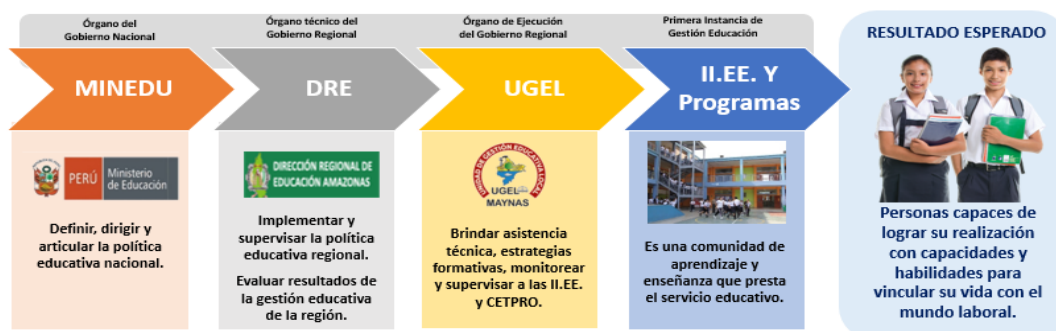 Órgano del
Gobierno Nacional
Órgano técnico del
Gobierno Regional
Órgano de Ejecución
del Gobierno Regional
Primera Instancia de
Gestión Educación
MINEDU
DRE
UGEL
II.EE. Y
Programas
PERÚ
Ministerio
de Educación
Definir, dirigir y
articular la política
educativa nacional.
DIRECCIÓN REGIONAL DE
EDUCACIÓN AMAZONAS
Implementar y
supervisar la política
educativa regional.
Evaluar resultados de
la gestión educativa
de la región.
UNIDAD DE GESTIÓN EDUCATIVA LOCAL
UGEL
MAYNAS
Brindar asistencia
técnica, estrategias
formativas, monitorear
y supervisar a las II.EE.
y CETPRO.
Es una comunidad de
aprendizaje y
enseñanza que presta
el servicio educativo.
RESULTADO ESPERADO
Personas capaces de
lograr su realización
con capacidades y
habilidades para
vincular su vida con el
mundo laboral.